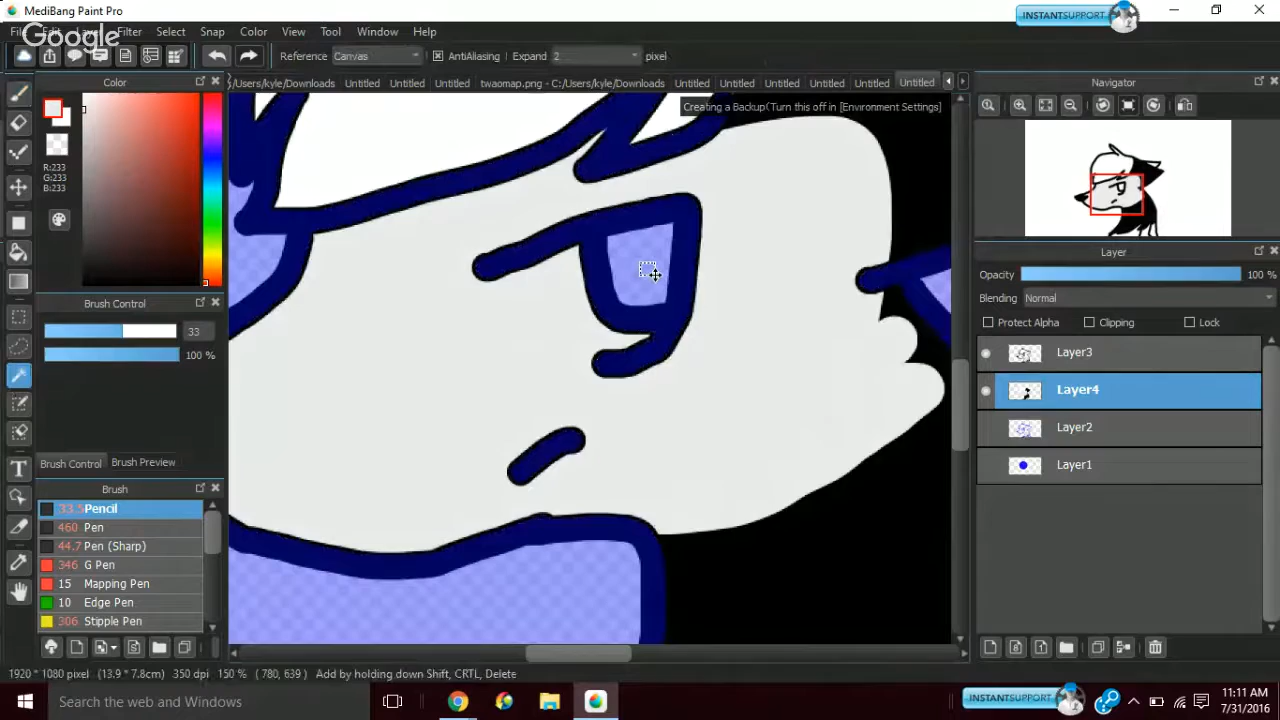 MediBang Paint Pro
INSTANTSUPPORT
Google
File Layer Filter Select Snap Color View Tool Window Help
Reference Canvas AntiAliasing Expand 2 pixel
Color
/Downloads Untitled Untitled Untitled twaomap.png - C:/Users/kyle/Downloads Untitled Untitled Untitled Untitled Untitled Untitled
Navigator
Creating a Backup(Turn this off in [Environment Settings]
R:233
G:233
B:233
Layer
Opacity 100 %
Brush Control
Blending Normal
33
Protect Alpha Clipping Lock
100 %
Layer3
Layer4
Layer2
Layer1
Brush Control Brush Preview
Brush
33.5 Pencil
460 Pen
44.7 Pen (Sharp)
346 G Pen
15 Mapping Pen
10 Edge Pen
306 Stipple Pen
1920 * 1080 pixel (13.9 * 7.8cm) 350 dpi 150 % ( 780, 639 ) Add by holding down Shift, CRTL, Delete
Search the web and Windows
INSTANTSUPPORT
11:11 AM
7/31/2016